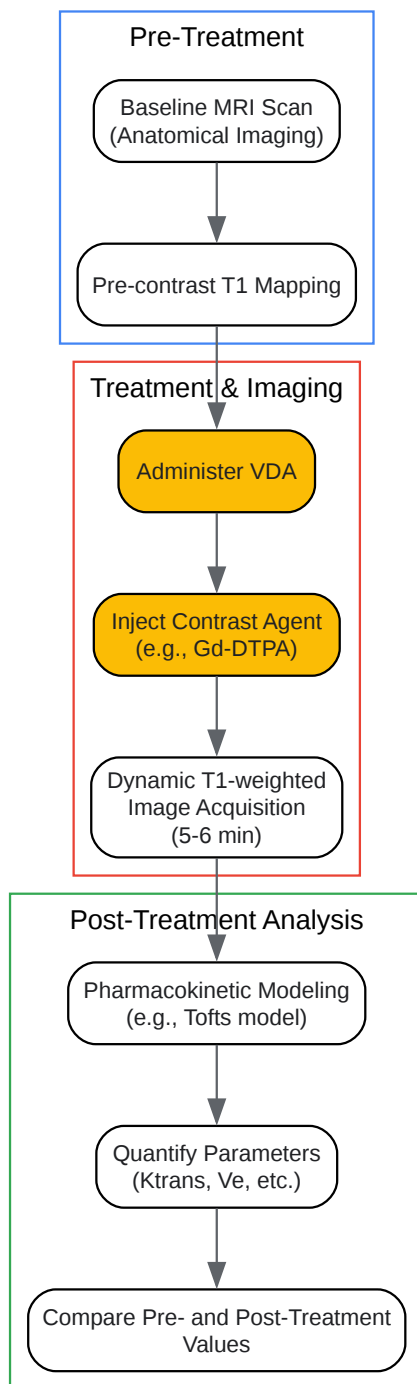 Pre-Treatment
Baseline MRI Scan
(Anatomical Imaging)
Pre-contrast T1 Mapping
Treatment & Imaging
Administer VDA
Inject Contrast Agent
(e.g., Gd-DTPA)
Dynamic T1-weighted
Image Acquisition
(5-6 min)
Post-Treatment Analysis
Pharmacokinetic Modeling
(e.g., Tofts model)
Quantify Parameters
(Ktrans, Ve, etc.)
Compare Pre- and Post-Treatment
Values